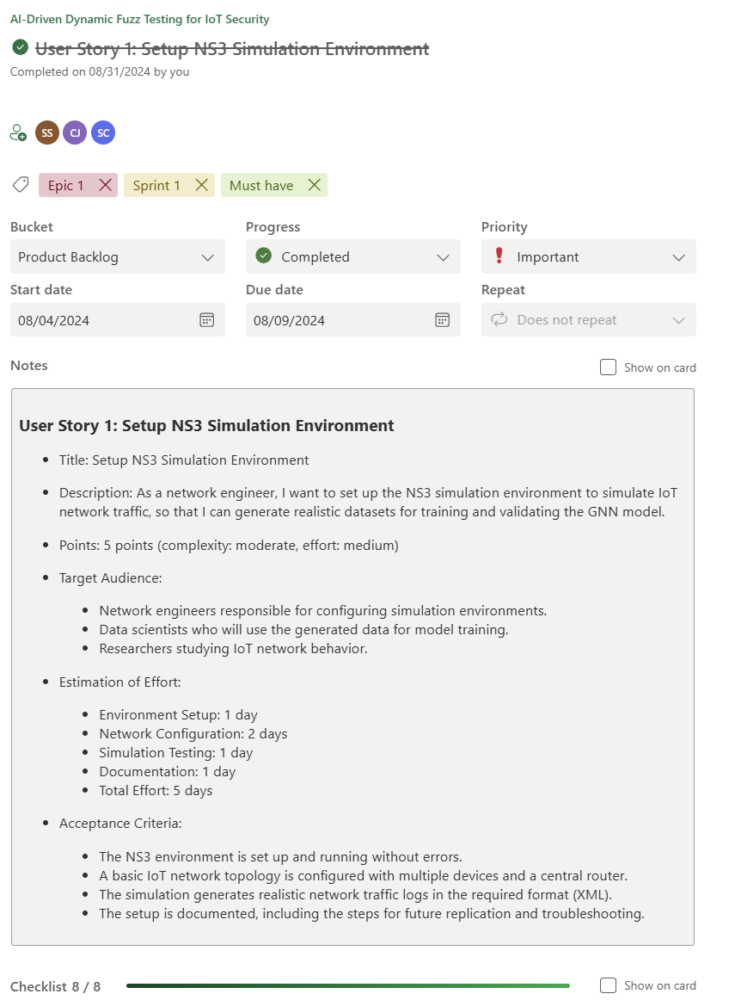 AI-Driven Dynamic Fuzz Testing for IoT Security
User Story 1: Setup NS3 Simulation Environment
Completed on 08/31/2024 by you
SS CJ SC
Epic 1 Sprint 1 Must have
Bucket Progress Priority
Product Backlog Completed Important
Start date Due date Repeat
08/04/2024 08/09/2024 Does not repeat
Notes Show on card
User Story 1: Setup NS3 Simulation Environment
• Title: Setup NS3 Simulation Environment
• Description: As a network engineer, I want to set up the NS3 simulation environment to simulate IoT
network traffic, so that I can generate realistic datasets for training and validating the GNN model.
• Points: 5 points (complexity: moderate, effort: medium)
• Target Audience:
• Network engineers responsible for configuring simulation environments.
• Data scientists who will use the generated data for model training.
• Researchers studying IoT network behavior.
• Estimation of Effort:
• Environment Setup: 1 day
• Network Configuration: 2 days
• Simulation Testing: 1 day
• Documentation: 1 day
• Total Effort: 5 days
• Acceptance Criteria:
• The NS3 environment is set up and running without errors.
• A basic IoT network topology is configured with multiple devices and a central router.
• The simulation generates realistic network traffic logs in the required format (XML).
• The setup is documented, including the steps for future replication and troubleshooting.
Checklist 8 / 8 Show on card